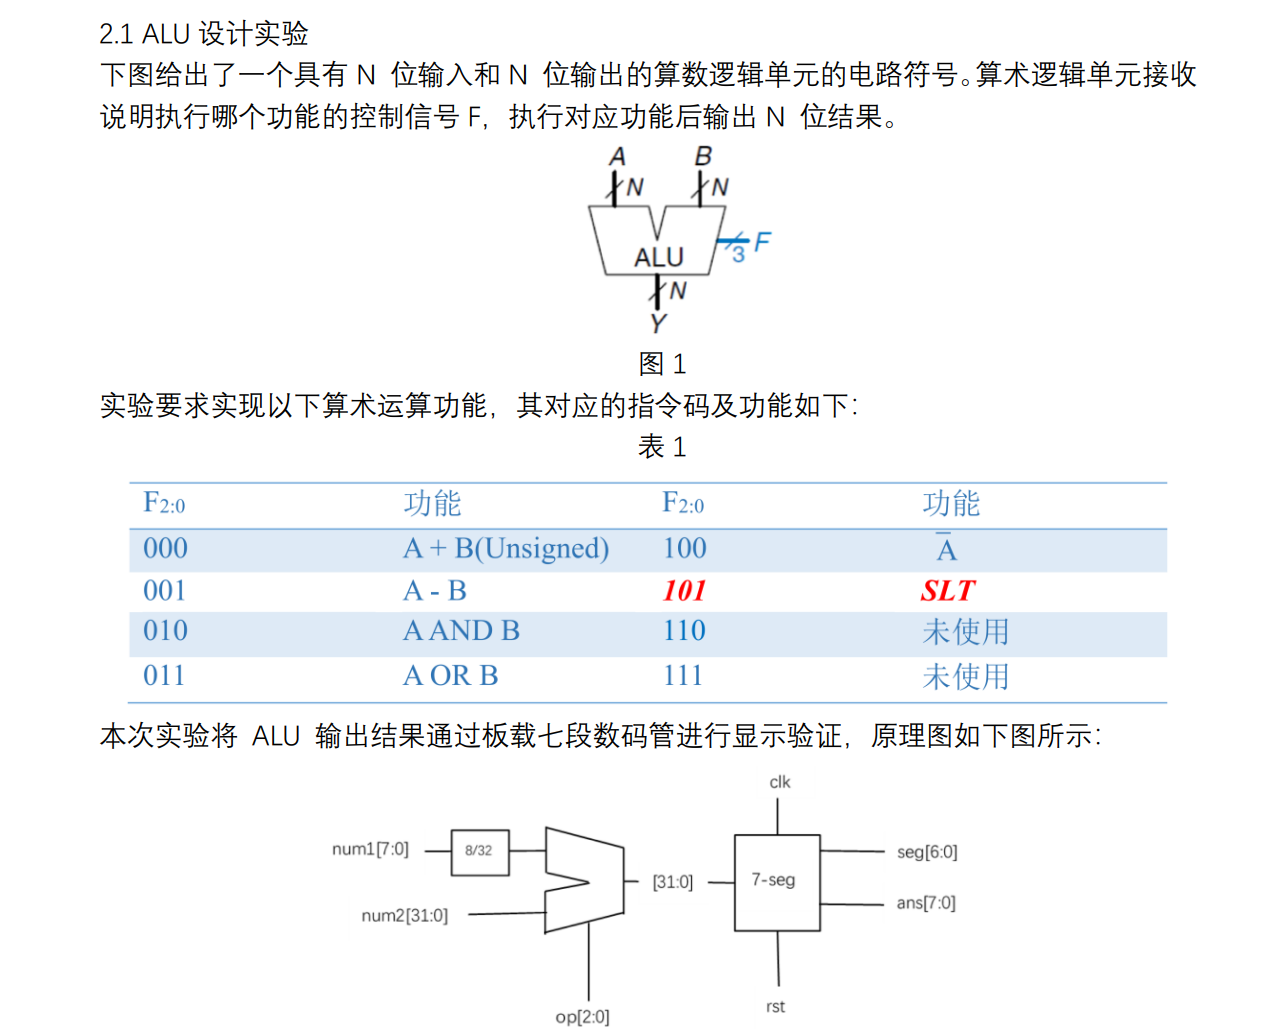 2.1 ALU 设计实验
下图给出了一个具有 N 位输入和 N 位输出的算数逻辑单元的电路符号。算术逻辑单元接收
说明执行哪个功能的控制信号 F，执行对应功能后输出 N 位结果。
A B
N N
ALU
3 F
N
Y
图 1
实验要求实现以下算术运算功能，其对应的指令码及功能如下：
表 1
F2:0 功能 F2:0 功能
000 A + B(Unsigned) 100 A̅
001 A - B 101 SLT
010 A AND B 110 未使用
011 A OR B 111 未使用
本次实验将 ALU 输出结果通过板载七段数码管进行显示验证，原理图如下图所示：
clk
num1[7:0] 8/32 seg[6:0]
[31:0] 7-seg
num2[31:0] ans[7:0]
rst
op[2:0]